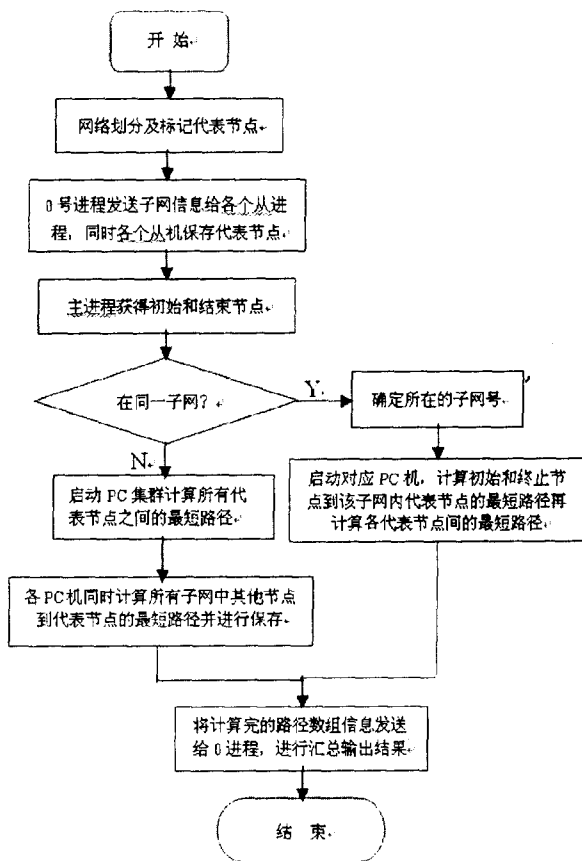 开 始
网络划分及标记代表节点
0号进程发送子网信息给各个从进
程，同时各个从机保存代表节点
主进程获得初始和结束节点
在同一子网？
Y
确定所在的子网号
N
启动 PC 集群计算所有代
表节点之间的最短路径
启动对应 PC 机，计算初始和终止节
点到该子网内代表节点的最短路径再
计算各代表节点间的最短路径
各PC机同时计算所有子网中其他节点
到代表节点的最短路径并进行保存
将计算完的路径数组信息发送
给 0 进程，进行汇总输出结果
结 束